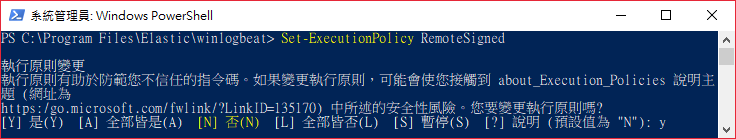 系統管理員: Windows PowerShell
PS C:\Program Files\Elastic\winlogbeat> Set-ExecutionPolicy RemoteSigned
執行原則變更
執行原則有助於防範您不信任的指令碼。如果變更執行原則，可能會使您接觸到 about_Execution_Policies 說明主
題 (網址為
https:/go.microsoft.com/fwlink/?LinkID=135170) 中所述的安全性風險。您要變更執行原則嗎?
[Y] 是(Y)  [A] 全部皆是(A)  [N] 否(N)  [L] 全部皆否(L)  [S] 暫停(S)  [?] 說明 (預設值為 "N"): y